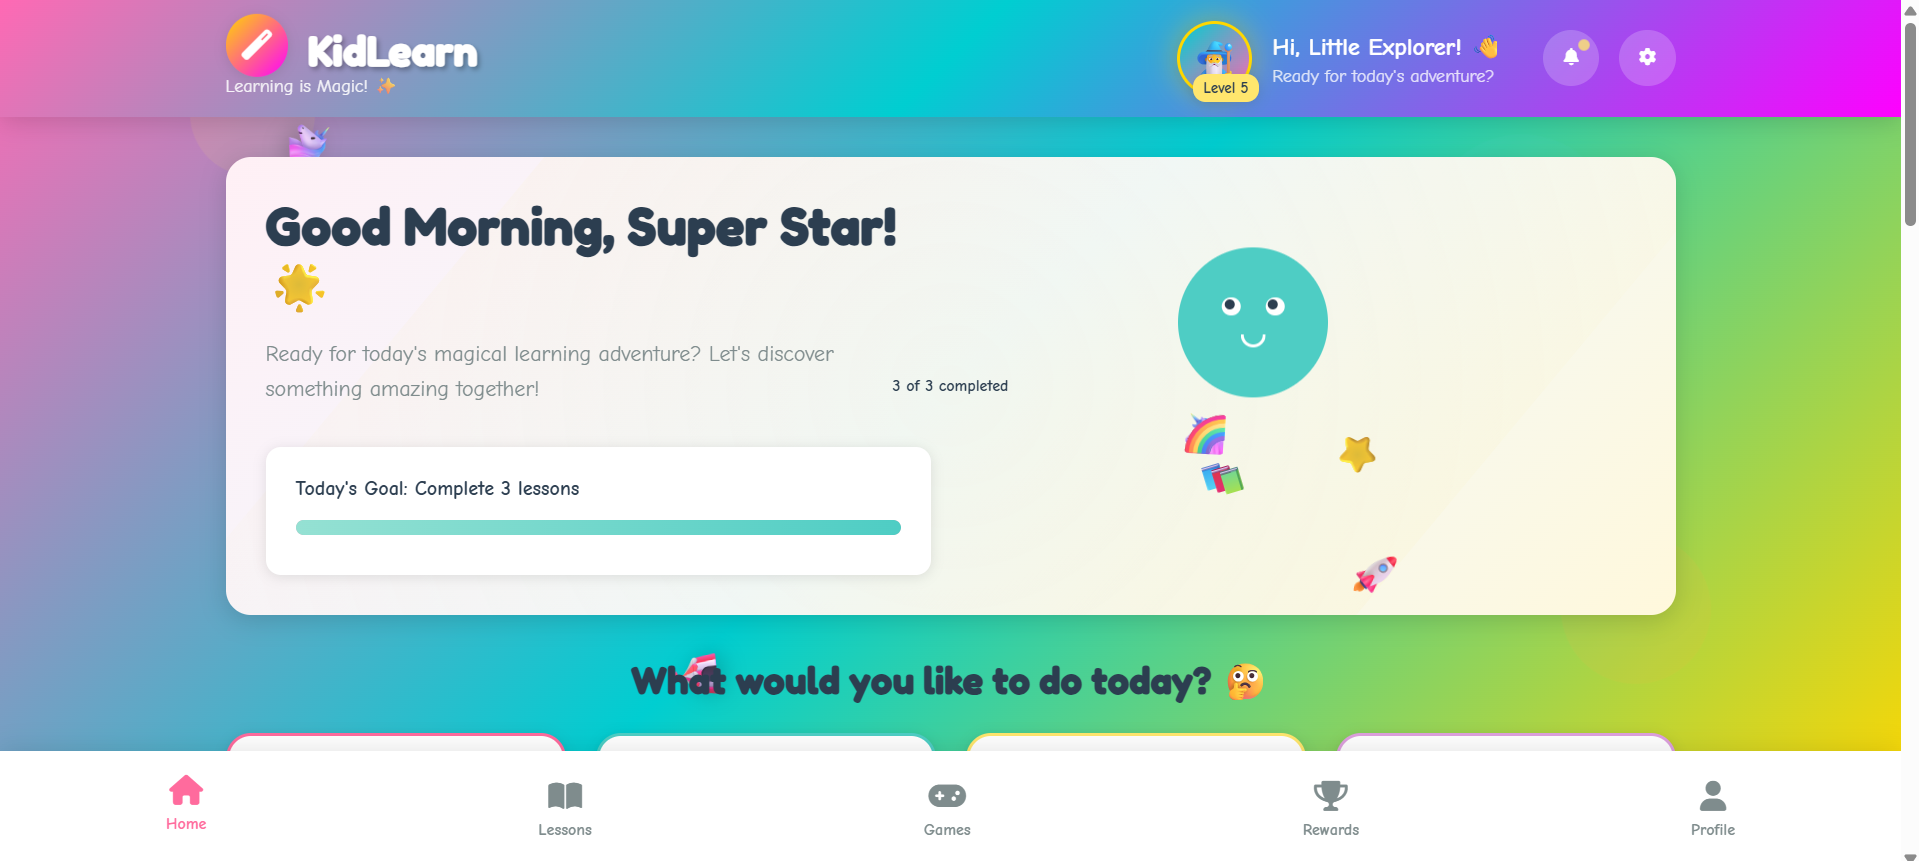 KidLearn
Learning is Magic! ✨
Level 5
Hi, Little Explorer! 👋
Ready for today's adventure?
Good Morning, Super Star!
🌟
Ready for today's magical learning adventure? Let's discover
something amazing together!
3 of 3 completed
Today's Goal: Complete 3 lessons
What would you like to do today? 🤔
Home
Lessons
Games
Rewards
Profile